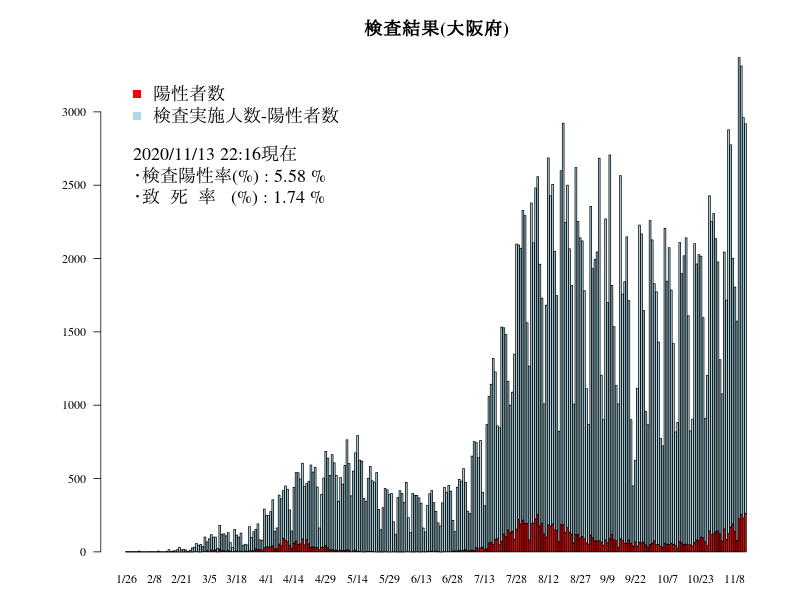 検査結果(大阪府)
陽性者数
検査実施人数-陽性者数
2020/11/13 22:16現在
・検査陽性率(%) : 5.58 %
・致 死 率 (%) : 1.74 %
3000
2500
2000
1500
1000
500
0
1/26 2/8 2/21 3/5 3/18 4/1 4/14 4/29 5/14 5/29 6/13 6/28 7/13 7/28 8/12 8/27 9/9 9/22 10/7 10/23 11/8